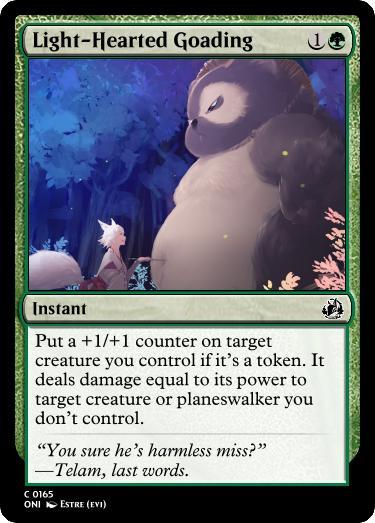 Light-Hearted Goading 1
Instant
Put a +1/+1 counter on target
creature you control if it's a token. It
deals damage equal to its power to
target creature or planeswalker you
don't control.
"You sure he's harmless miss?"
—Telam, last words.
C 0165
ONI Estre (evi)